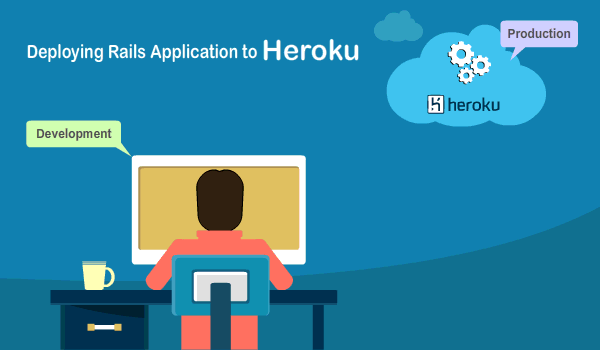 Deploying Rails Application to Heroku
Production
heroku
Development